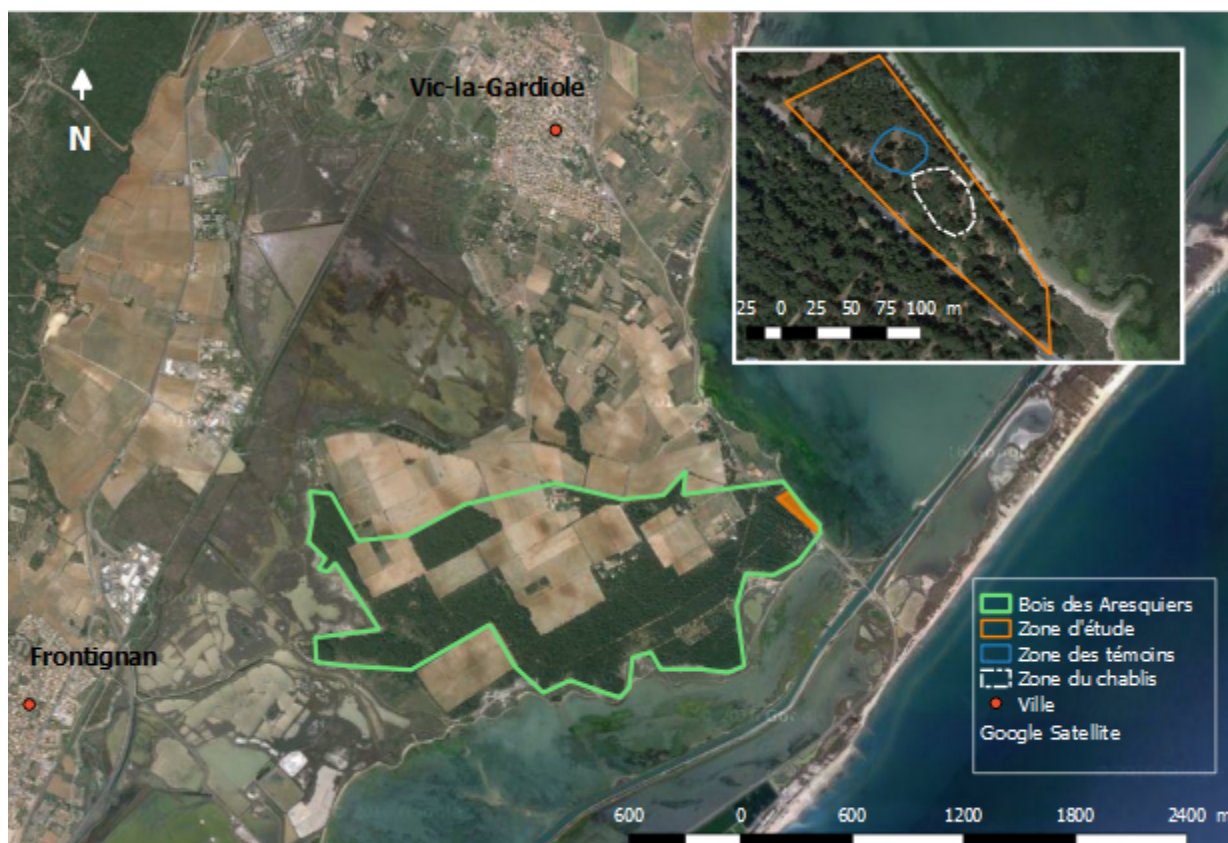 Vic-la-Gardiole
N
25 0 25 50 75 100 m
Frontignan
Bois des Aresquiers
Zone d'étude
Zone des témoins
Zone du chablis
Ville
Google Satellite
600 0 600 1200 1800 2400 m